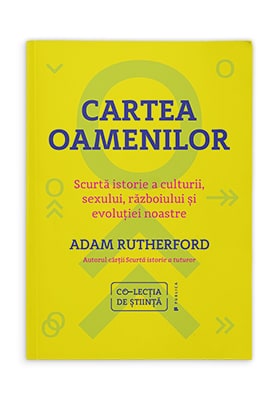 CARTEA
OAMENILOR
Scurtă istorie a culturii,
sexului, războiului și
evoluției noastre
ADAM RUTHERFORD
Autorul cărții Scurtă istorie a tuturor
CO-LECȚIA
DE ȘTIINȚĂ
PUBLICA